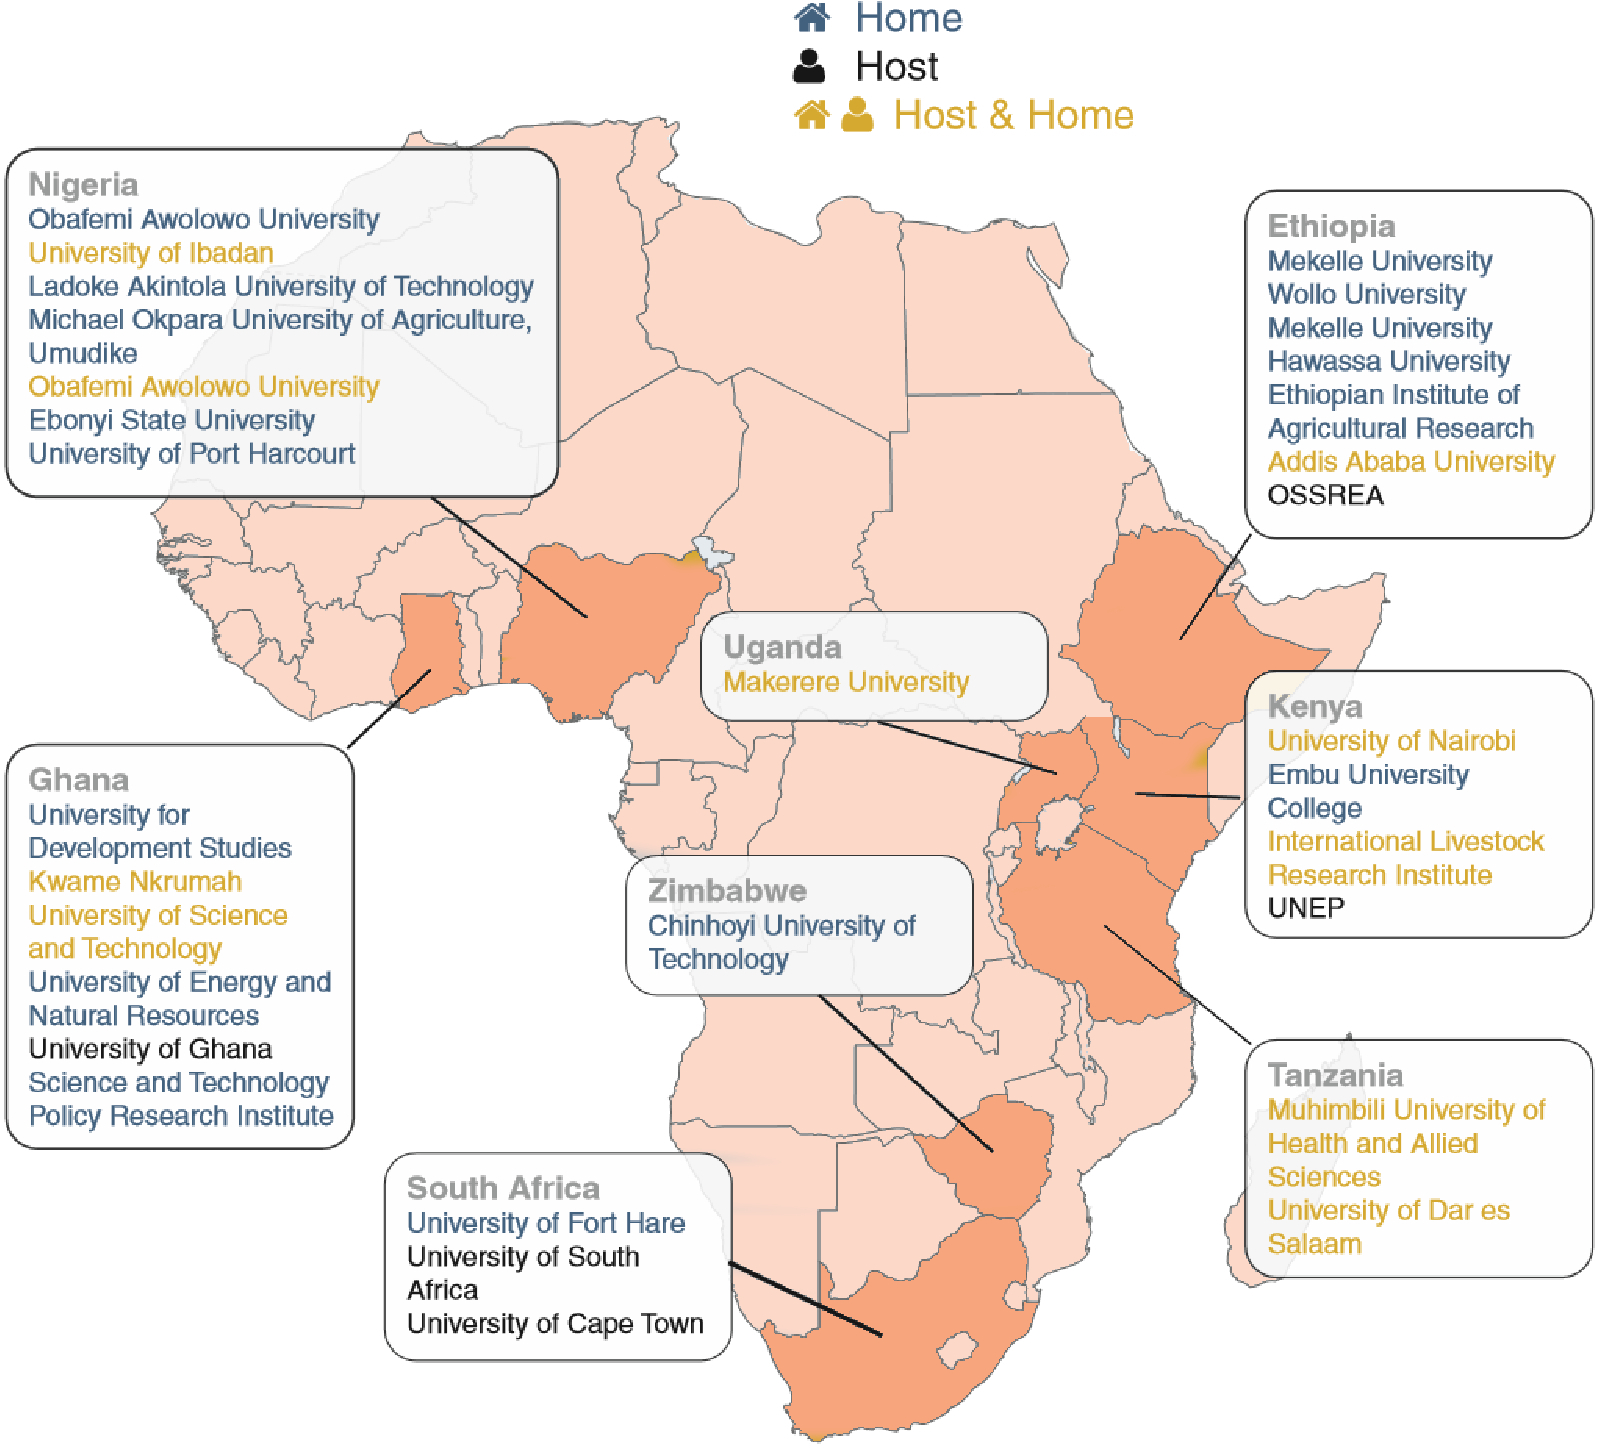 Home
Host
Host & Home
Nigeria
Obafemi Awolowo University
University of Ibadan
Ladoke Akintola University of Technology
Michael Okpara University of Agriculture,
Umudike
Obafemi Awolowo University
Ebonyi State University
University of Port Harcourt
Ethiopia
Mekelle University
Wollo University
Mekelle University
Hawassa University
Ethiopian Institute of
Agricultural Research
Addis Ababa University
OSSREA
Uganda
Makerere University
Kenya
University of Nairobi
Embu University
College
International Livestock
Research Institute
UNEP
Ghana
University for
Development Studies
Kwame Nkrumah
University of Science
and Technology
University of Energy and
Natural Resources
University of Ghana
Science and Technology
Policy Research Institute
Zimbabwe
Chinhoyi University of
Technology
Tanzania
Muhimbili University of
Health and Allied
Sciences
University of Dar es
Salaam
South Africa
University of Fort Hare
University of South
Africa
University of Cape Town